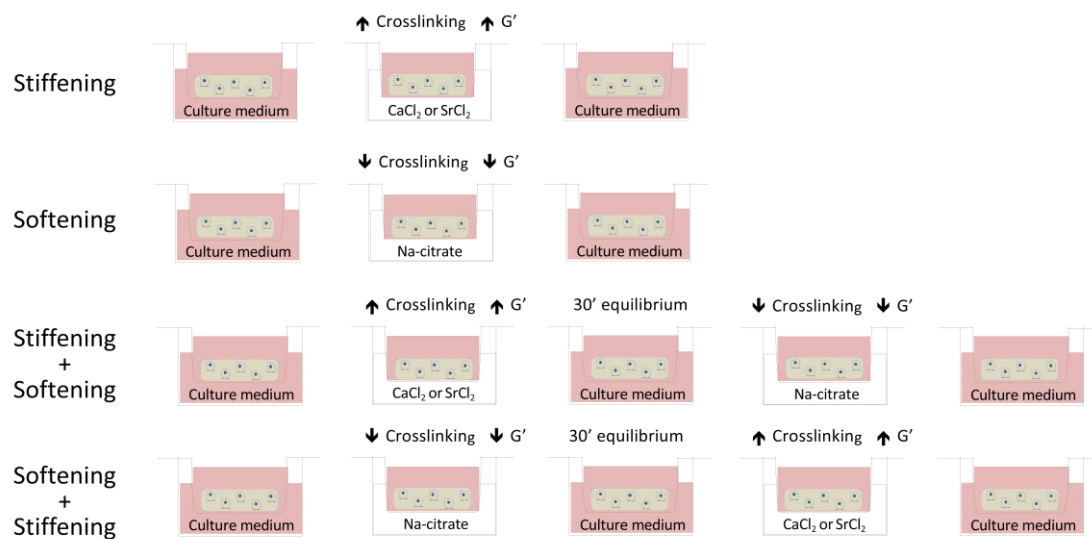 ↑ Crosslinking ↑ G’
Stiffening
Culture medium
CaCl₂ or SrCl₂
Culture medium
↓ Crosslinking ↓ G’
Softening
Culture medium
Na-citrate
Culture medium
↑ Crosslinking ↑ G’
30’ equilibrium
↓ Crosslinking ↓ G’
Stiffening
+
Softening
Culture medium
CaCl₂ or SrCl₂
Culture medium
Na-citrate
Culture medium
↓ Crosslinking ↓ G’
30’ equilibrium
↑ Crosslinking ↑ G’
Softening
+
Stiffening
Culture medium
Na-citrate
Culture medium
CaCl₂ or SrCl₂
Culture medium